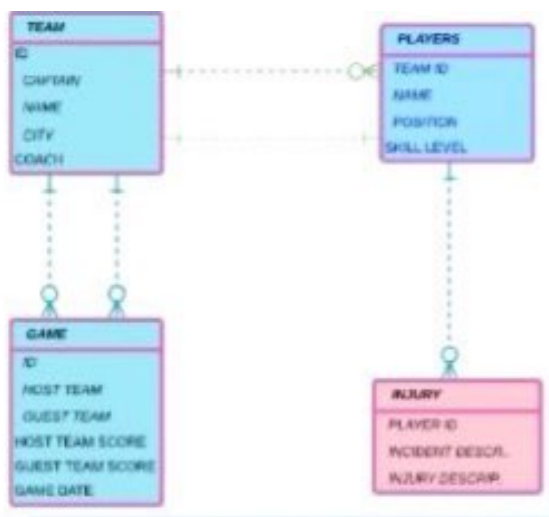 TEAM
ID
CAPTAIN
NAME
CITY
COACH
PLAYERS
TEAM ID
NAME
POSITION
SKILL LEVEL
GAME
ID
HOST TEAM
GUEST TEAM
HOST TEAM SCORE
GUEST TEAM SCORE
GAME DATE
INJURY
PLAYER ID
INCIDENT DESCR..
INJURY DESCRIP..